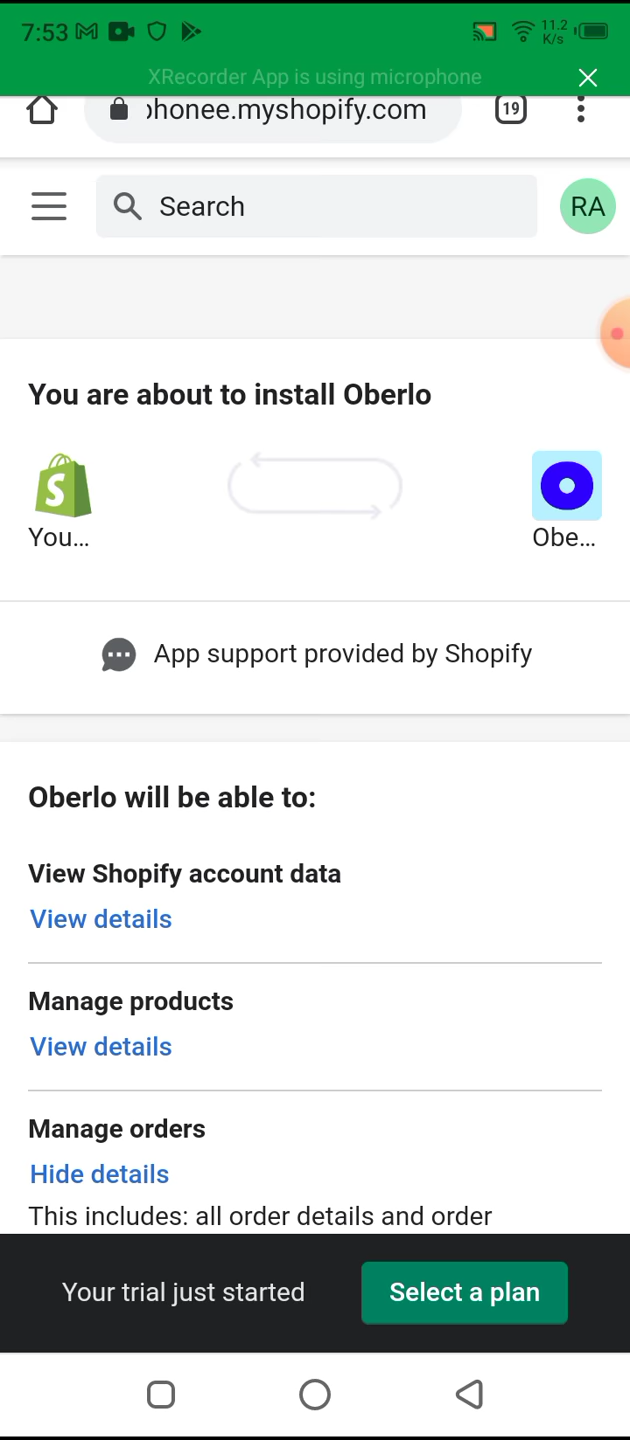 7:53
11.2
K/s
XRecorder App is using microphone
honee.myshopify.com
19
Search
RA
You are about to install Oberlo
You...
Obe...
App support provided by Shopify
Oberlo will be able to:
View Shopify account data
View details
Manage products
View details
Manage orders
Hide details
This includes: all order details and order
Your trial just started
Select a plan